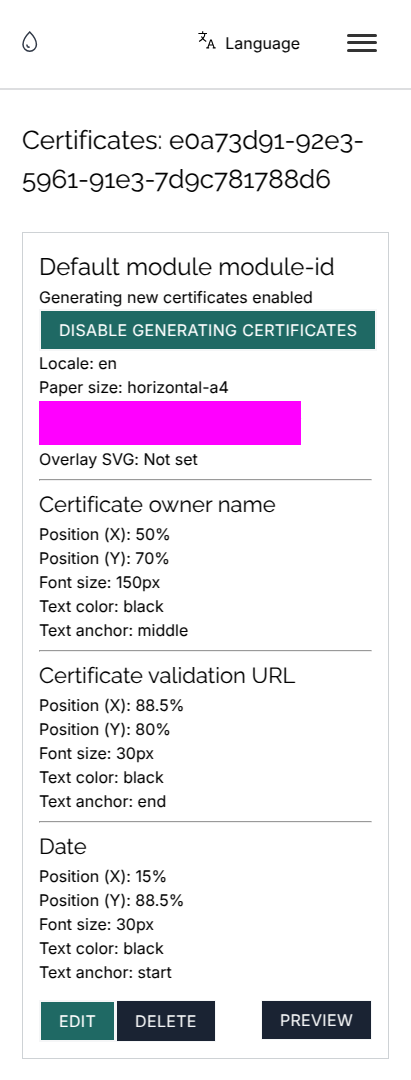 Language
Certificates: e0a73d91-92e3-
5961-91e3-7d9c781788d6
Default module module-id
Generating new certificates enabled
DISABLE GENERATING CERTIFICATES
Locale: en
Paper size: horizontal-a4
Overlay SVG: Not set
Certificate owner name
Position (X): 50%
Position (Y): 70%
Font size: 150px
Text color: black
Text anchor: middle
Certificate validation URL
Position (X): 88.5%
Position (Y): 80%
Font size: 30px
Text color: black
Text anchor: end
Date
Position (X): 15%
Position (Y): 88.5%
Font size: 30px
Text color: black
Text anchor: start
EDIT DELETE PREVIEW